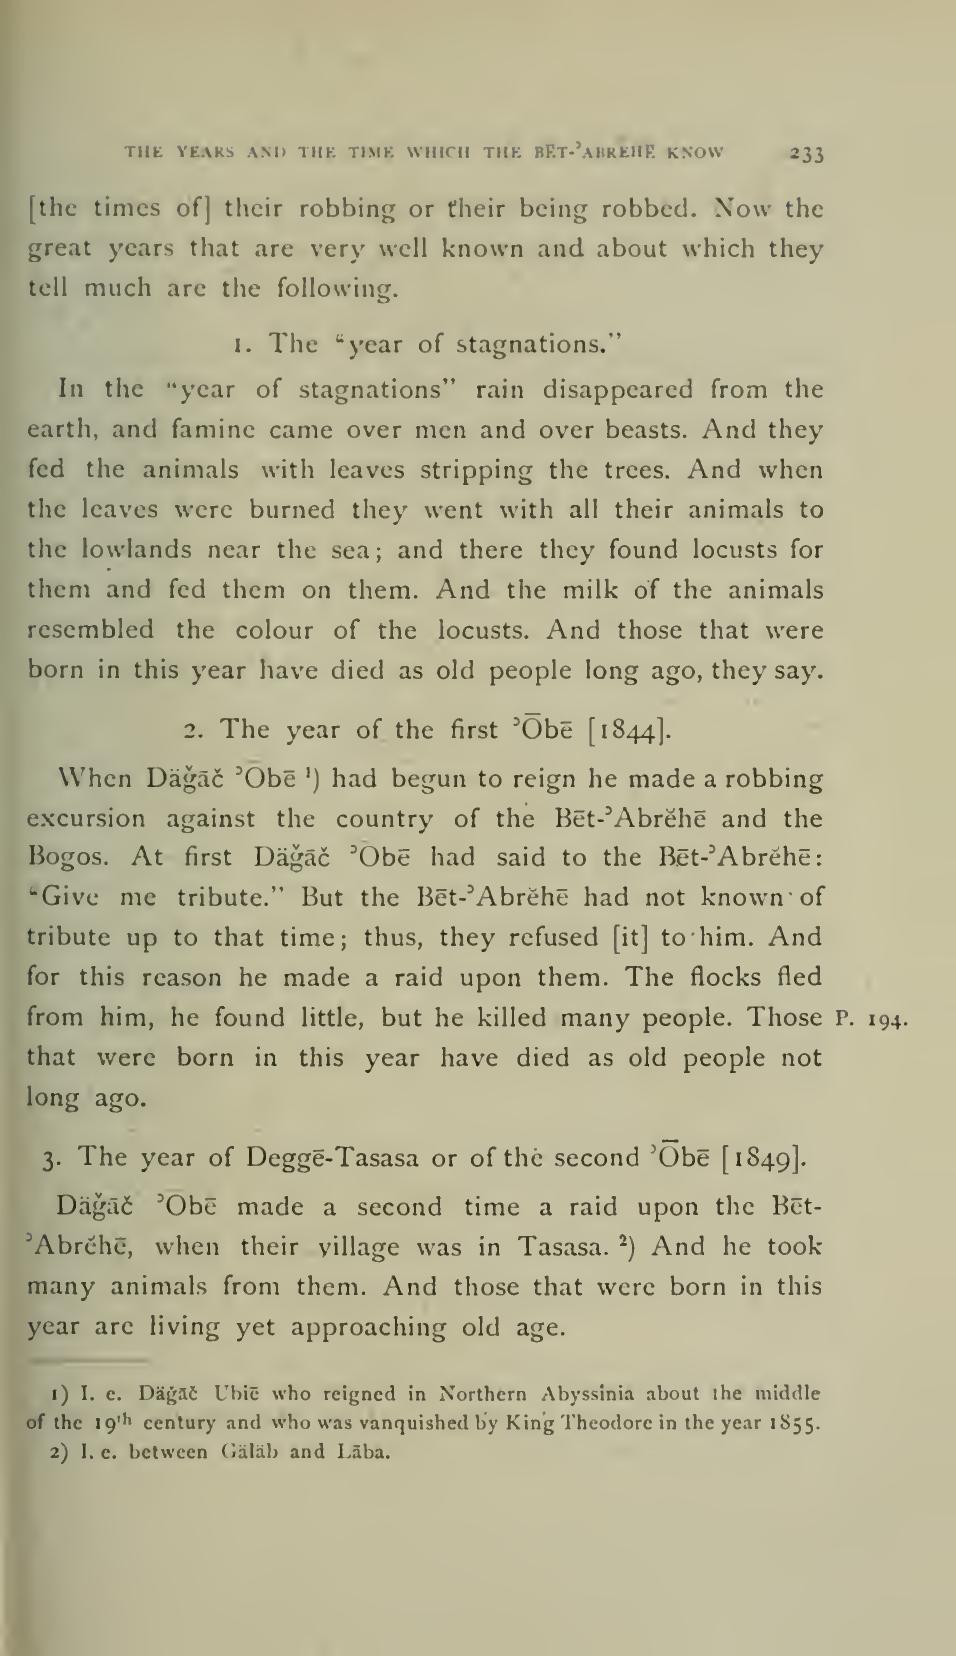 THE YEARS AND THE TIME WHICH THE BĒT-ʾABRĔHĒ KNOW 233
[the times of] their robbing or their being robbed. Now the
great years that are very well known and about which they
tell much are the following.
1. The “year of stagnations.”
In the “year of stagnations” rain disappeared from the
earth, and famine came over men and over beasts. And they
fed the animals with leaves stripping the trees. And when
the leaves were burned they went with all their animals to
the lowlands near the sea; and there they found locusts for
them and fed them on them. And the milk of the animals
resembled the colour of the locusts. And those that were
born in this year have died as old people long ago, they say.
2. The year of the first ʾŌbē [1844].
When Däǧāč ʾŌbē ¹) had begun to reign he made a robbing
excursion against the country of the Bēt-ʾAbrĕhē and the
Bogos. At first Däǧāč ʾŌbē had said to the Bēt-ʾAbrĕhē:
“Give me tribute.” But the Bēt-ʾAbrĕhē had not known of
tribute up to that time; thus, they refused [it] to him. And
for this reason he made a raid upon them. The flocks fled
from him, he found little, but he killed many people. Those P. 194.
that were born in this year have died as old people not
long ago.
3. The year of Deggē-Tasasa or of the second ʾŌbē [1849].
Däǧāč ʾŌbē made a second time a raid upon the Bēt-
ʾAbrĕhē, when their village was in Tasasa. ²) And he took
many animals from them. And those that were born in this
year are living yet approaching old age.
1) I. e. Däǧāč Ubiē who reigned in Northern Abyssinia about the middle
of the 19ᵗʰ century and who was vanquished by King Theodore in the year 1855.
2) I. e. between Gäläb and Lāba.